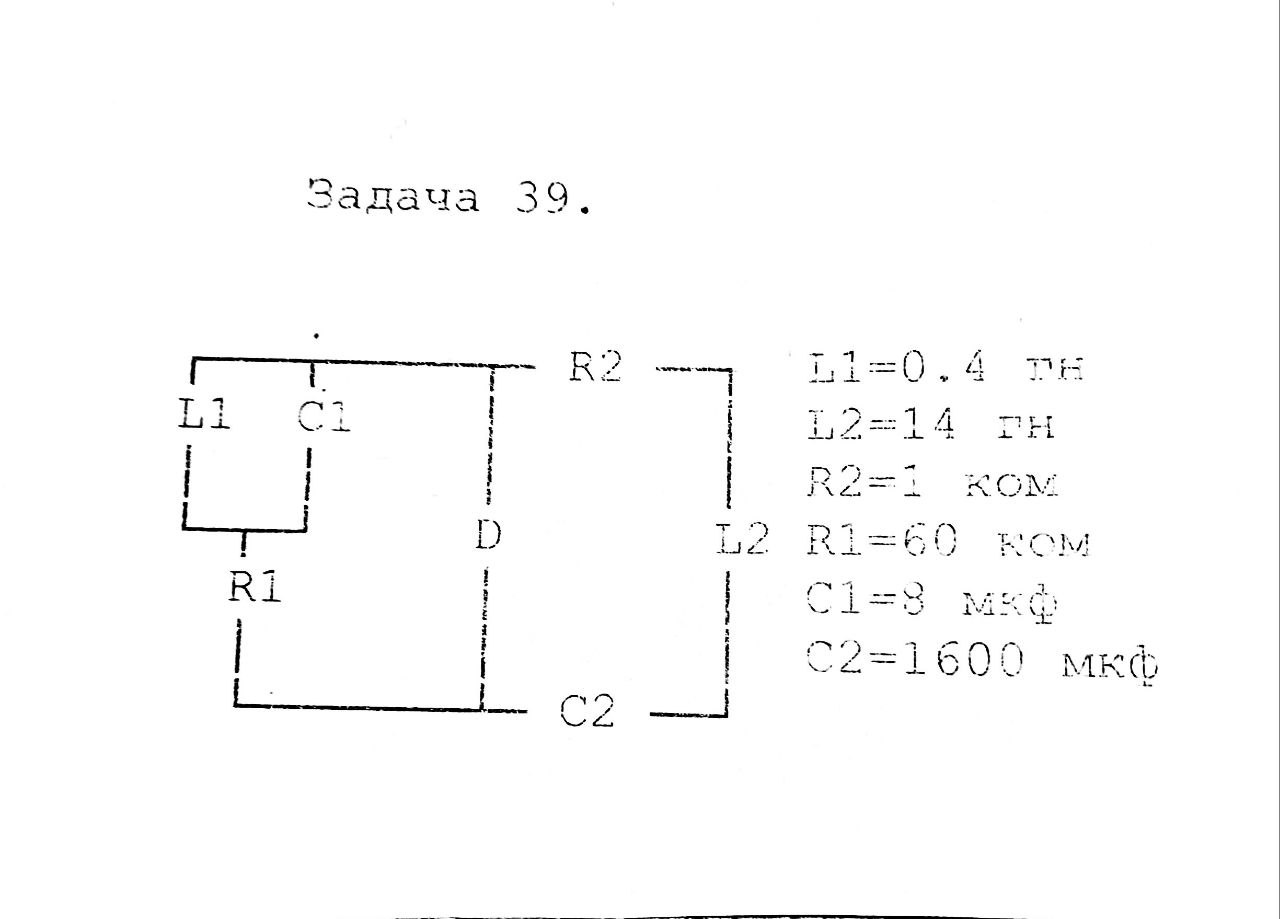 Задача 39.
R2
L1=0.4 гн
L1 C1
L2=14 гн
R2=1 ком
D
L2
R1=60 ком
R1
C1=8 мкф
C2=1600 мкф
C2